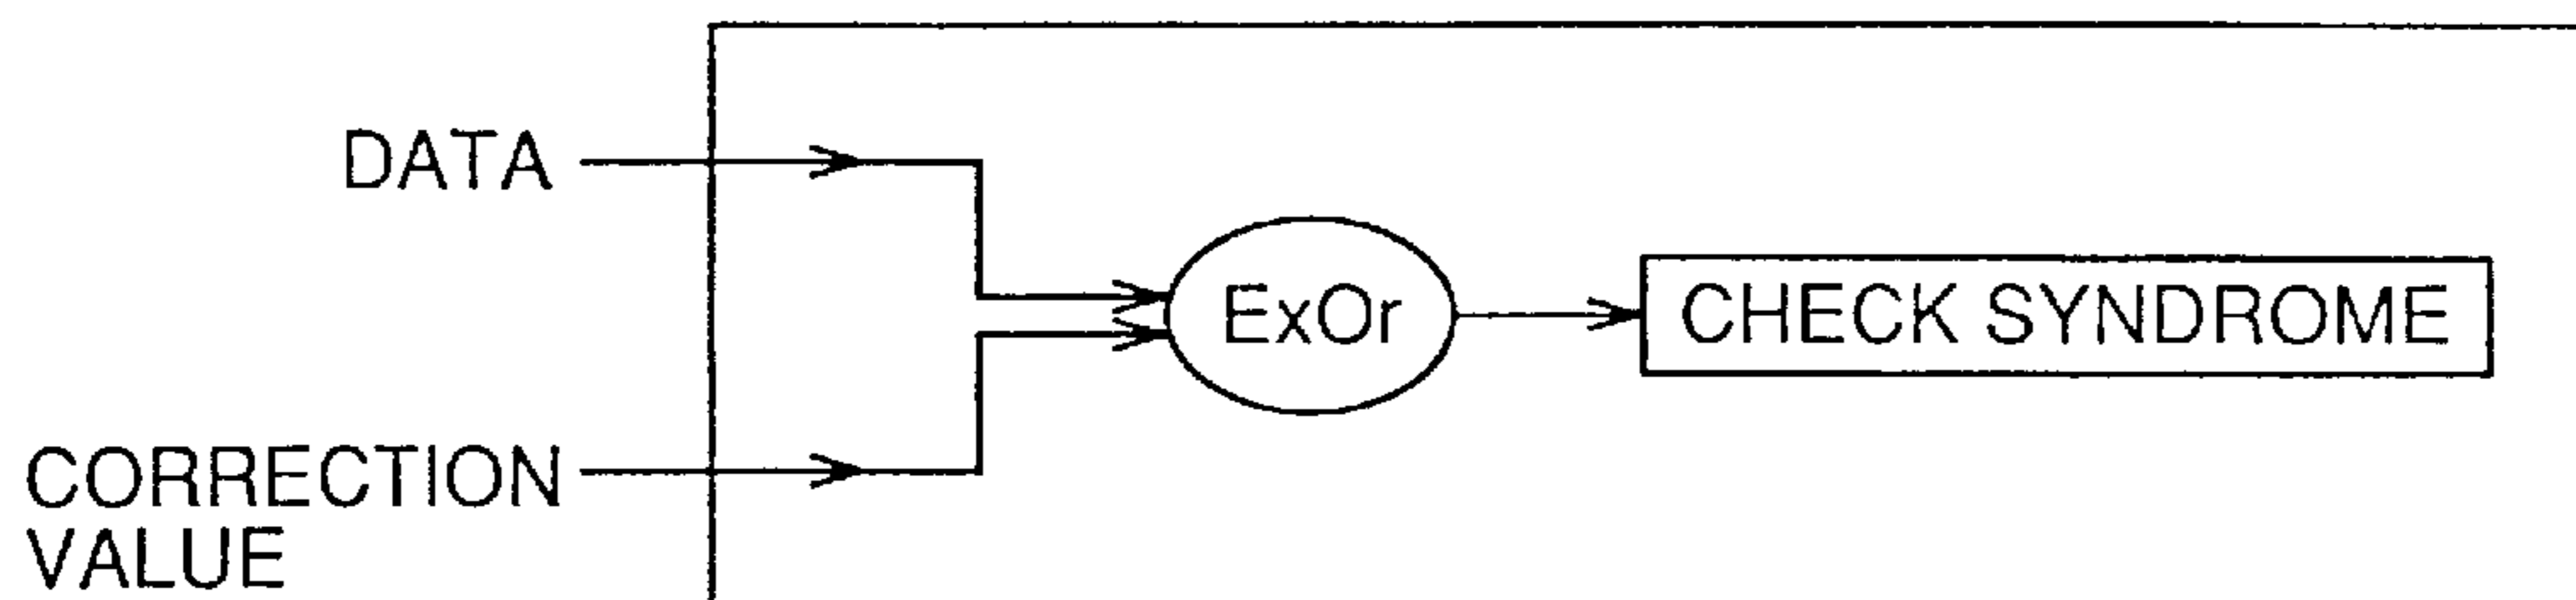 DATA
ExOr
CHECK SYNDROME
CORRECTION
VALUE